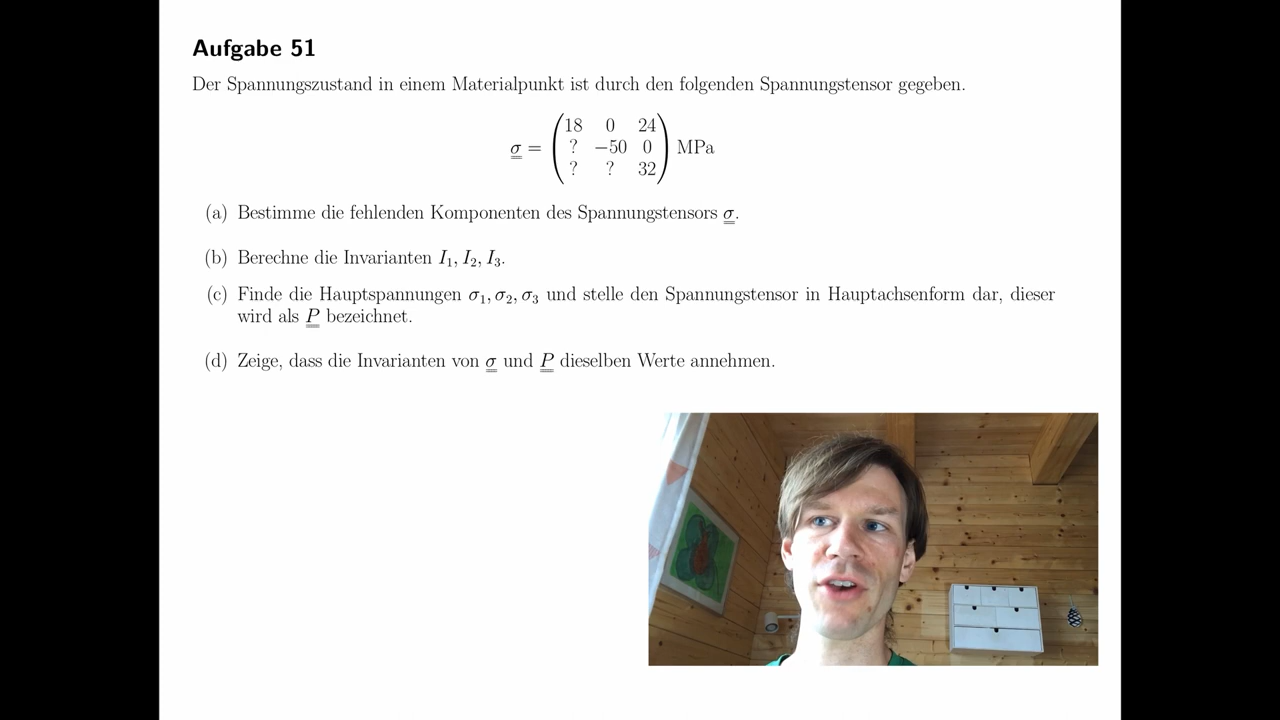 Aufgabe 51
Der Spannungszustand in einem Materialpunkt ist durch den folgenden Spannungstensor gegeben.
18 0 24
σ = ? −50 0 MPa
? ? 32
(a) Bestimme die fehlenden Komponenten des Spannungstensors σ.
(b) Berechne die Invarianten I₁, I₂, I₃.
(c) Finde die Hauptspannungen σ₁, σ₂, σ₃ und stelle den Spannungstensor in Hauptachsenform dar, dieser
wird als P bezeichnet.
(d) Zeige, dass die Invarianten von σ und P dieselben Werte annehmen.